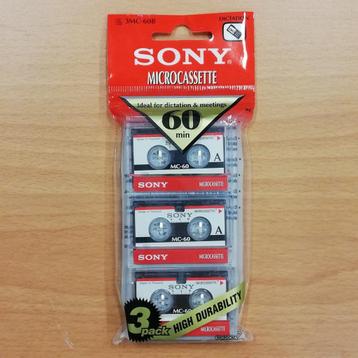 3MC-60B
DICTATION
SONY
MICROCASSETTE
Ideal for dictation & meetings
60
min
MC-60
A
SONY
MICROCASSETTE
SONY
MC-60
A
SONY
MICROCASSETTE
SONY
MC-60
3 pack
HIGH DURABILITY